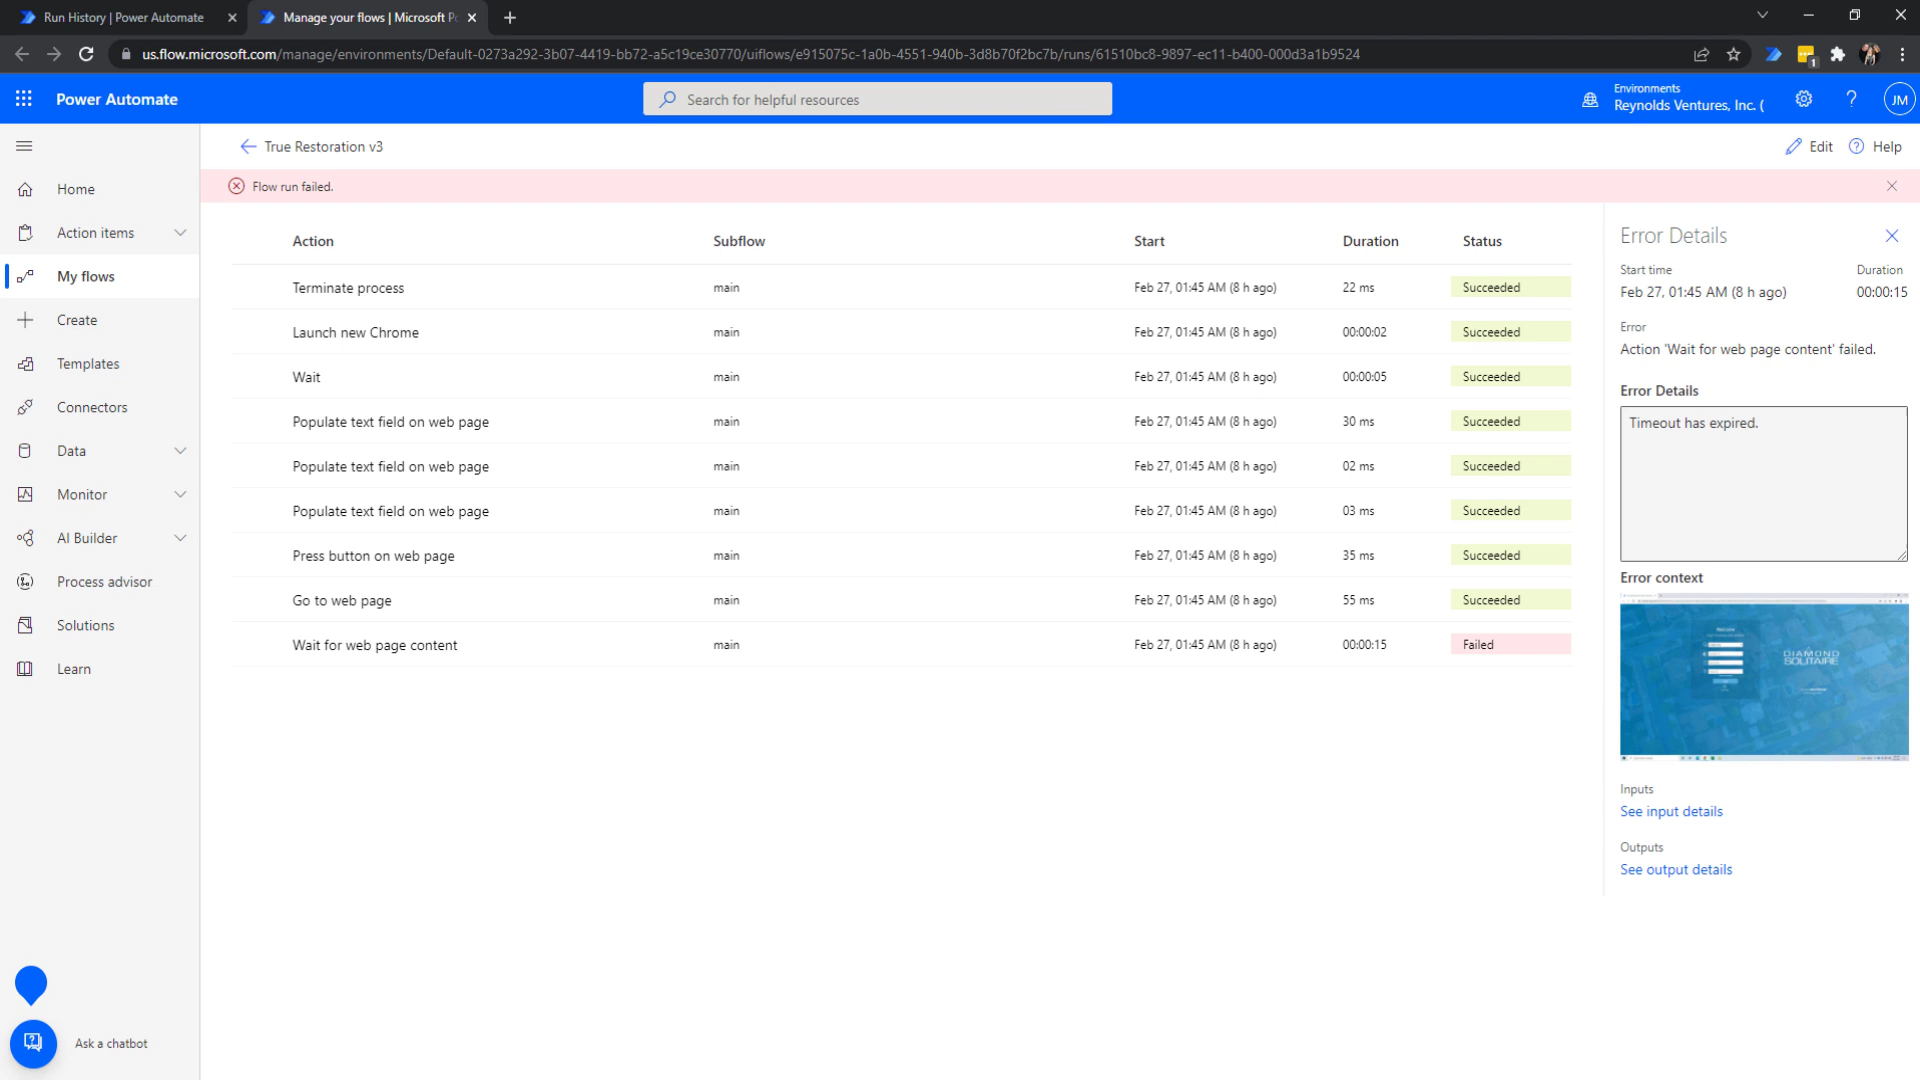 Run History | Power Automate
Manage your flows | Microsoft Po
us.flow.microsoft.com/manage/environments/Default-0273a292-3b07-4419-bb72-a5c19ce30770/uiflows/e915075c-1a0b-4551-940b-3d8b70f2bc7b/runs/61510bc8-9897-ec11-b400-000d3a1b9524
1
Power Automate
Search for helpful resources
Environments
Reynolds Ventures, Inc. (
?
JM
True Restoration v3
Edit
Help
Flow run failed.
Home
Action items
My flows
Create
Templates
Connectors
Data
Monitor
AI Builder
Process advisor
Solutions
Learn
Ask a chatbot
Action Subflow Start Duration Status
Terminate process main Feb 27, 01:45 AM (8 h ago) 22 ms Succeeded
Launch new Chrome main Feb 27, 01:45 AM (8 h ago) 00:00:02 Succeeded
Wait main Feb 27, 01:45 AM (8 h ago) 00:00:05 Succeeded
Populate text field on web page main Feb 27, 01:45 AM (8 h ago) 30 ms Succeeded
Populate text field on web page main Feb 27, 01:45 AM (8 h ago) 02 ms Succeeded
Populate text field on web page main Feb 27, 01:45 AM (8 h ago) 03 ms Succeeded
Press button on web page main Feb 27, 01:45 AM (8 h ago) 35 ms Succeeded
Go to web page main Feb 27, 01:45 AM (8 h ago) 55 ms Succeeded
Wait for web page content main Feb 27, 01:45 AM (8 h ago) 00:00:15 Failed
Error Details
Start time Duration
Feb 27, 01:45 AM (8 h ago) 00:00:15
Error
Action 'Wait for web page content' failed.
Error Details
Timeout has expired.
Error context
DIAMOND
SOLITAIRE
Inputs
See input details
Outputs
See output details